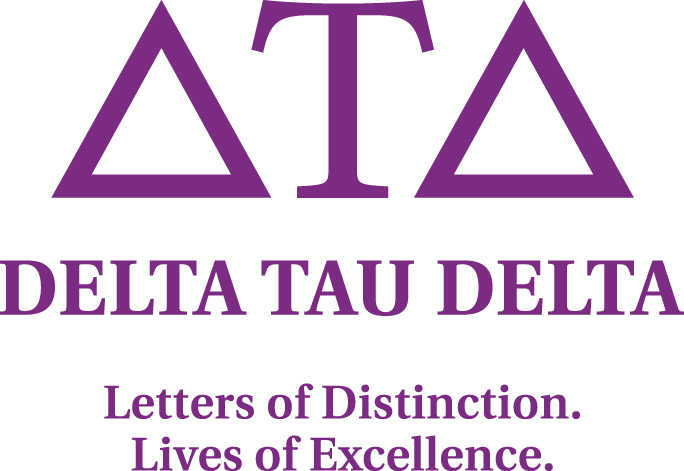 ΔΤΔ
DELTA TAU DELTA
Letters of Distinction.
Lives of Excellence.